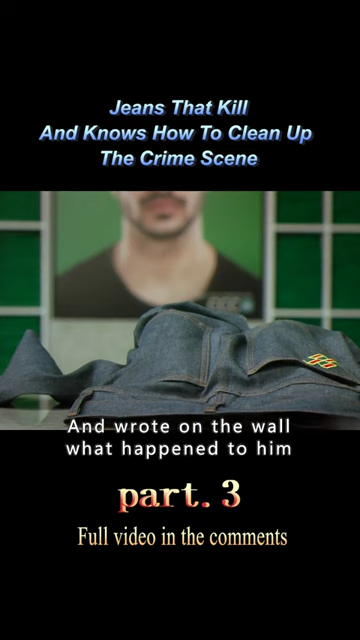 Jeans That Kill
And Knows How To Clean Up
The Crime Scene
And wrote on the wall
what happened to him
part. 3
Full video in the comments